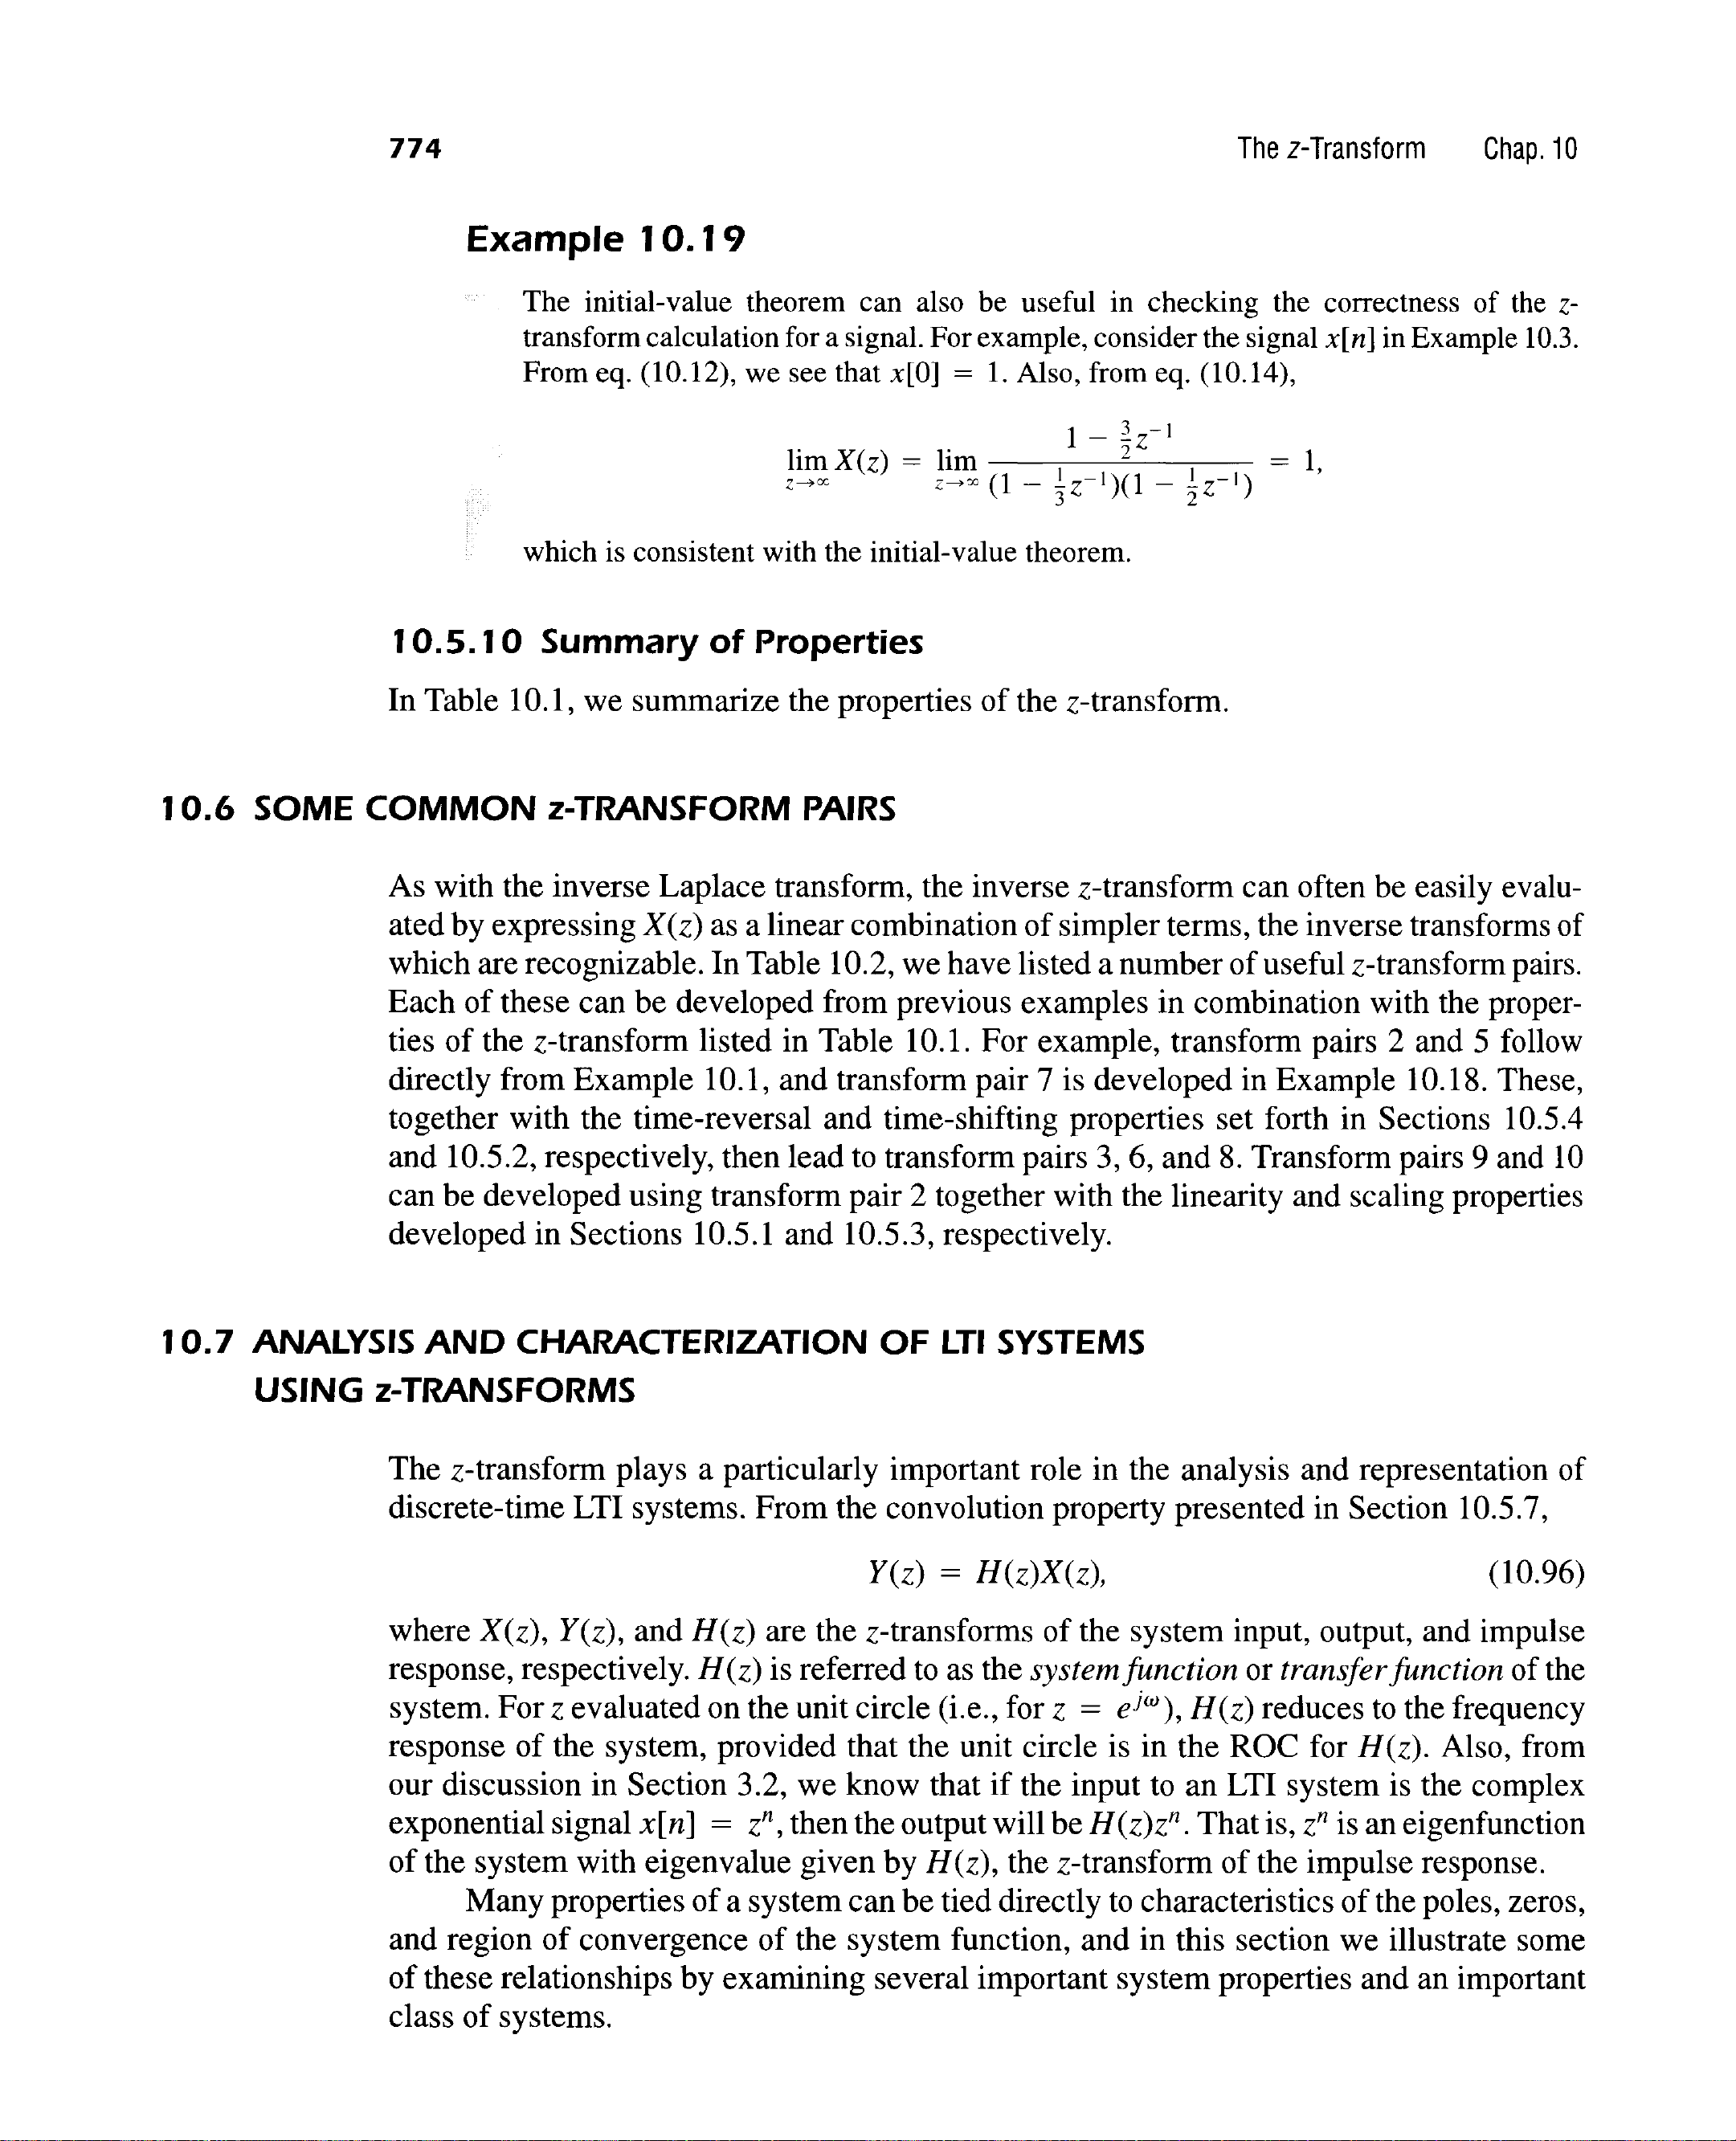 774 The z-Transform Chap. 10
Example 10.19
The initial-value theorem can also be useful in checking the correctness of the z-
transform calculation for a signal. For example, consider the signal x[n] in Example 10.3.
From eq. (10.12), we see that x[0] = 1. Also, from eq. (10.14),
lim_{z→∞} X(z) = lim_{z→∞} \frac{1 − \frac{3}{2}z^{−1}}{(1 − \frac{1}{3}z^{−1})(1 − \frac{1}{2}z^{−1})} = 1,
which is consistent with the initial-value theorem.
10.5.10 Summary of Properties
In Table 10.1, we summarize the properties of the z-transform.
10.6 SOME COMMON z-TRANSFORM PAIRS
As with the inverse Laplace transform, the inverse z-transform can often be easily evalu-
ated by expressing X(z) as a linear combination of simpler terms, the inverse transforms of
which are recognizable. In Table 10.2, we have listed a number of useful z-transform pairs.
Each of these can be developed from previous examples in combination with the proper-
ties of the z-transform listed in Table 10.1. For example, transform pairs 2 and 5 follow
directly from Example 10.1, and transform pair 7 is developed in Example 10.18. These,
together with the time-reversal and time-shifting properties set forth in Sections 10.5.4
and 10.5.2, respectively, then lead to transform pairs 3, 6, and 8. Transform pairs 9 and 10
can be developed using transform pair 2 together with the linearity and scaling properties
developed in Sections 10.5.1 and 10.5.3, respectively.
10.7 ANALYSIS AND CHARACTERIZATION OF LTI SYSTEMS
USING z-TRANSFORMS
The z-transform plays a particularly important role in the analysis and representation of
discrete-time LTI systems. From the convolution property presented in Section 10.5.7,
Y(z) = H(z)X(z), (10.96)
where X(z), Y(z), and H(z) are the z-transforms of the system input, output, and impulse
response, respectively. H(z) is referred to as the system function or transfer function of the
system. For z evaluated on the unit circle (i.e., for z = e^{jω}), H(z) reduces to the frequency
response of the system, provided that the unit circle is in the ROC for H(z). Also, from
our discussion in Section 3.2, we know that if the input to an LTI system is the complex
exponential signal x[n] = z^n, then the output will be H(z)z^n. That is, z^n is an eigenfunction
of the system with eigenvalue given by H(z), the z-transform of the impulse response.
Many properties of a system can be tied directly to characteristics of the poles, zeros,
and region of convergence of the system function, and in this section we illustrate some
of these relationships by examining several important system properties and an important
class of systems.